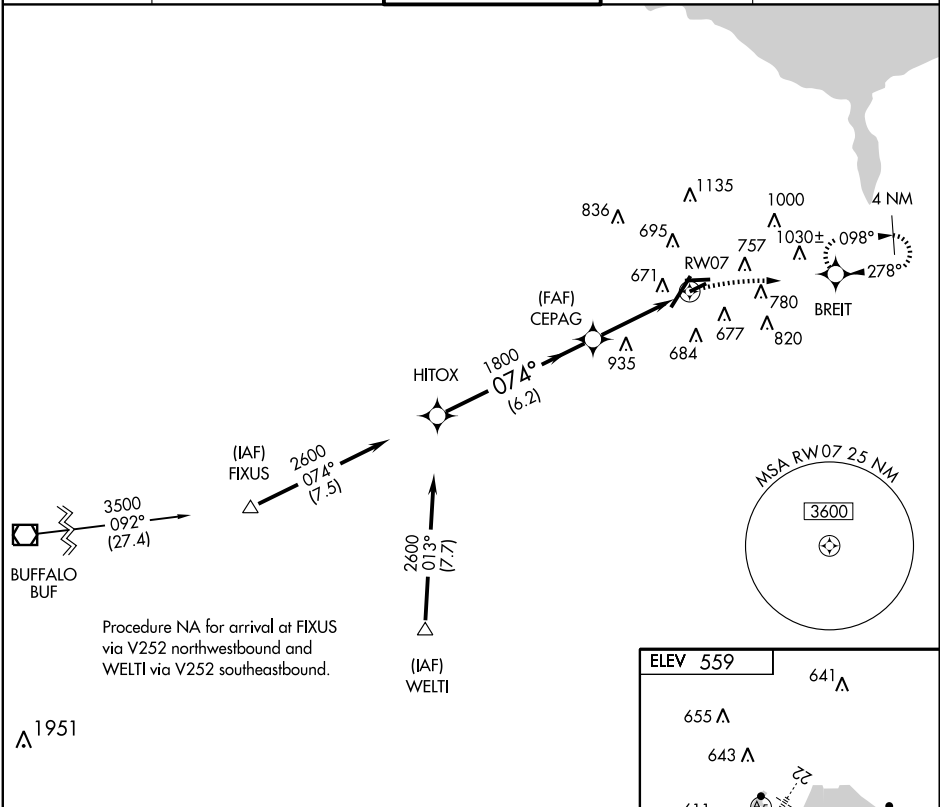 1135
1000
4 NM
836
695
1030±
098°
757
RW07
671
278°
(FAF)
CEPAG
780
BREIT
677
820
684
935
1800
074°
(6.2)
HITOX
(IAF)
FIXUS
2600
074°
(7.5)
MSA RW07 25 NM
3600
3500
092°
(27.4)
2600
013°
(7.7)
BUFFALO
BUF
Procedure NA for arrival at FIXUS
via V252 northwestbound and
WELTI via V252 southeastbound.
(IAF)
WELTI
ELEV 559
641
655
1951
643
22